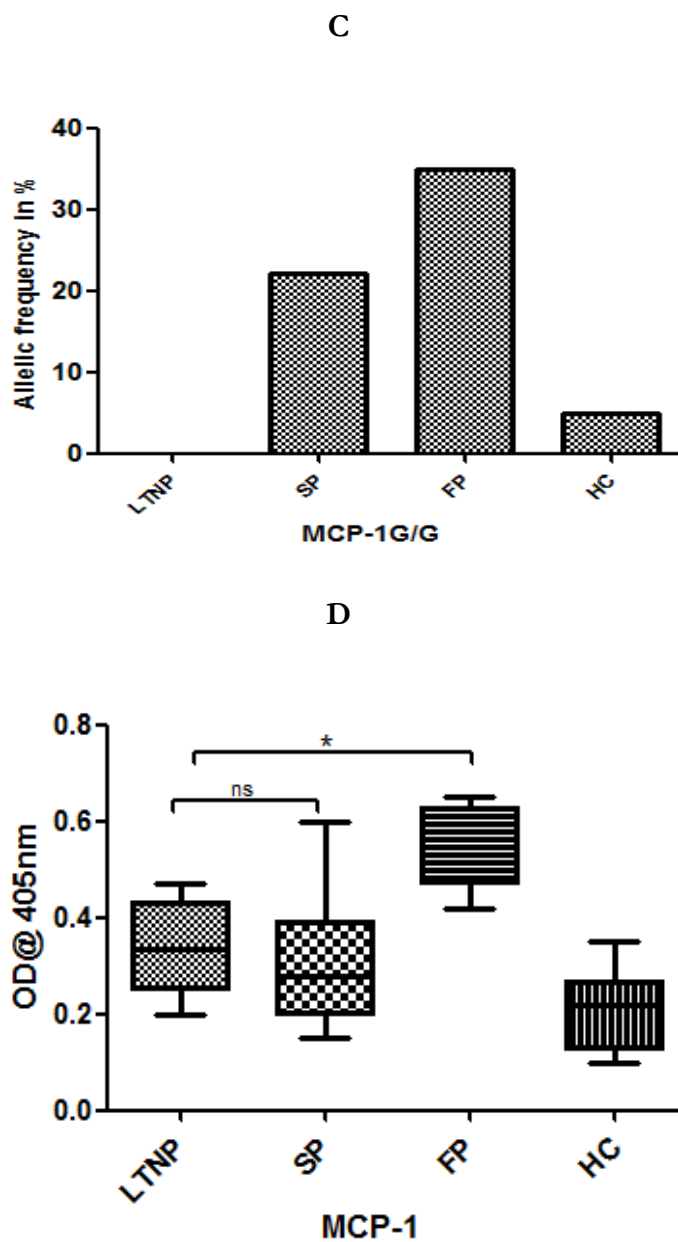 C
40
30
20
10
0
Allelic frequency in %
LTNP SP FP HC
MCP-1G/G
D
0.8
0.6
0.4
0.2
0.0
OD@ 405nm
*
ns
LTNP SP FP HC
MCP-1